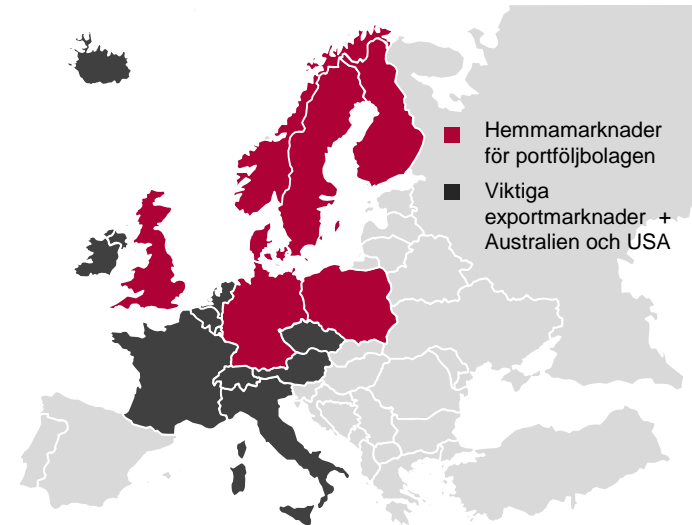 Hemmamarknader
för portföljbolagen
Viktiga
exportmarknader +
Australien och USA